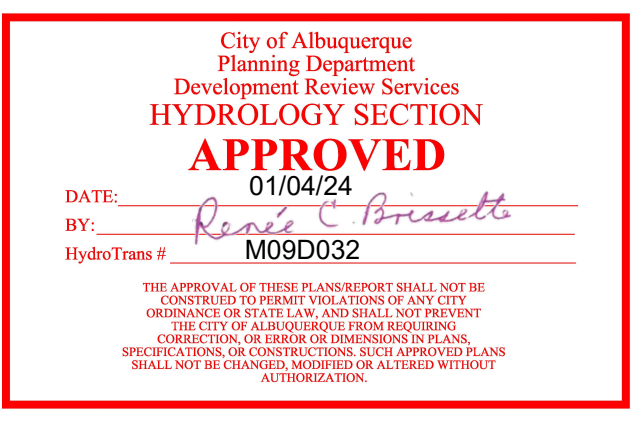 City of Albuquerque
Planning Department
Development Review Services
HYDROLOGY SECTION
APPROVED
DATE: 01/04/24
BY: Renée C. Brissette
HydroTrans # M09D032
THE APPROVAL OF THESE PLANS/REPORT SHALL NOT BE
CONSTRUED TO PERMIT VIOLATIONS OF ANY CITY
ORDINANCE OR STATE LAW, AND SHALL NOT PREVENT
THE CITY OF ALBUQUERQUE FROM REQUIRING
CORRECTION, OR ERROR OR DIMENSIONS IN PLANS,
SPECIFICATIONS, OR CONSTRUCTIONS. SUCH APPROVED PLANS
SHALL NOT BE CHANGED, MODIFIED OR ALTERED WITHOUT
AUTHORIZATION.